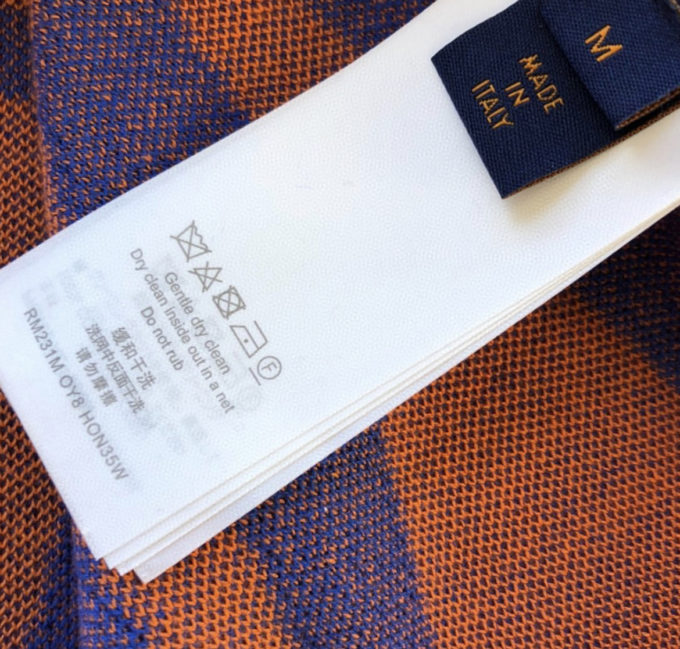 M
MADE
IN
ITALY
F
Gentle dry clean
Dry clean inside out in a net
Do not rub
缓和干洗
洗网中反面干洗
请勿摩擦
RM231M OY8 HON35W